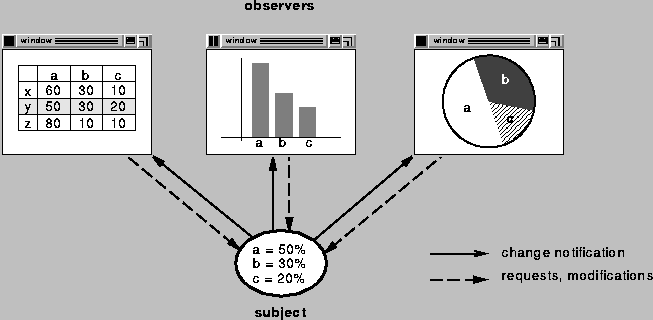 observers
window
window
window
a b c
x 60 30 10
y 50 30 20
z 80 10 10
a b c
a
b
c
a = 50%
b = 30%
c = 20%
subject
change notification
requests, modifications